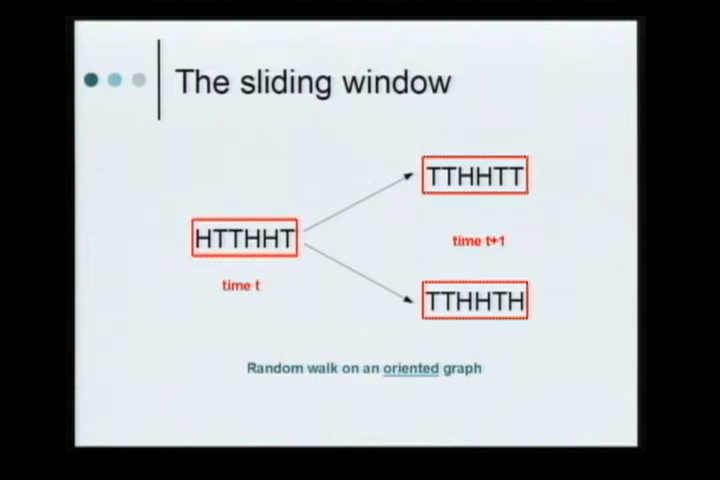 The sliding window
TTHHTT
HTTHHT
time t+1
time t
TTHHTH
Random walk on an oriented graph